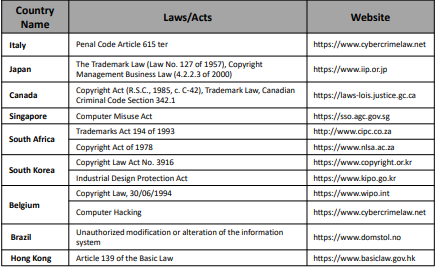 Country
Name
Laws/Acts
Website
Italy
Penal Code Article 615 ter
https://www.cybercrimelaw.net
Japan
The Trademark Law (Law No. 127 of 1957), Copyright
Management Business Law (4.2.2.3 of 2000)
https://www.iip.or.jp
Canada
Copyright Act (R.S.C., 1985, c. C-42), Trademark Law, Canadian
Criminal Code Section 342.1
https://laws-lois.justice.gc.ca
Singapore
Computer Misuse Act
https://sso.agc.gov.sg
South Africa
Trademarks Act 194 of 1993
http://www.cipc.co.za
Copyright Act of 1978
https://www.nlsa.ac.za
South Korea
Copyright Law Act No. 3916
https://www.copyright.or.kr
Industrial Design Protection Act
https://www.kipo.go.kr
Belgium
Copyright Law, 30/06/1994
https://www.wipo.int
Computer Hacking
https://www.cybercrimelaw.net
Brazil
Unauthorized modification or alteration of the information
system
https://www.domstol.no
Hong Kong
Article 139 of the Basic Law
https://www.basiclaw.gov.hk